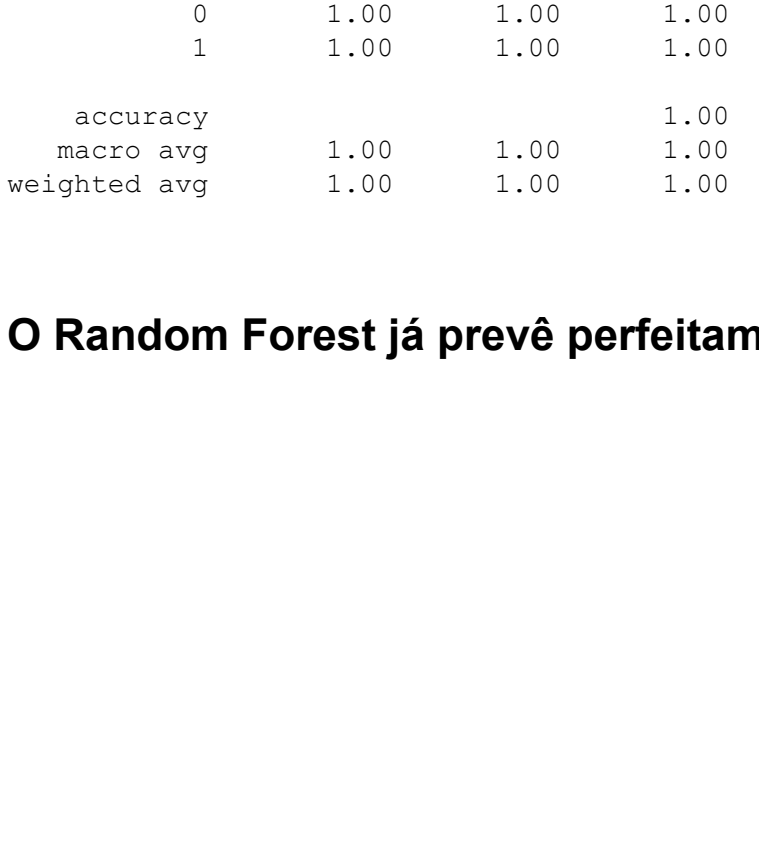 0 1.00 1.00 1.00
1 1.00 1.00 1.00
accuracy 1.00
macro avg 1.00 1.00 1.00
weighted avg 1.00 1.00 1.00
O Random Forest já prevê perfeitam